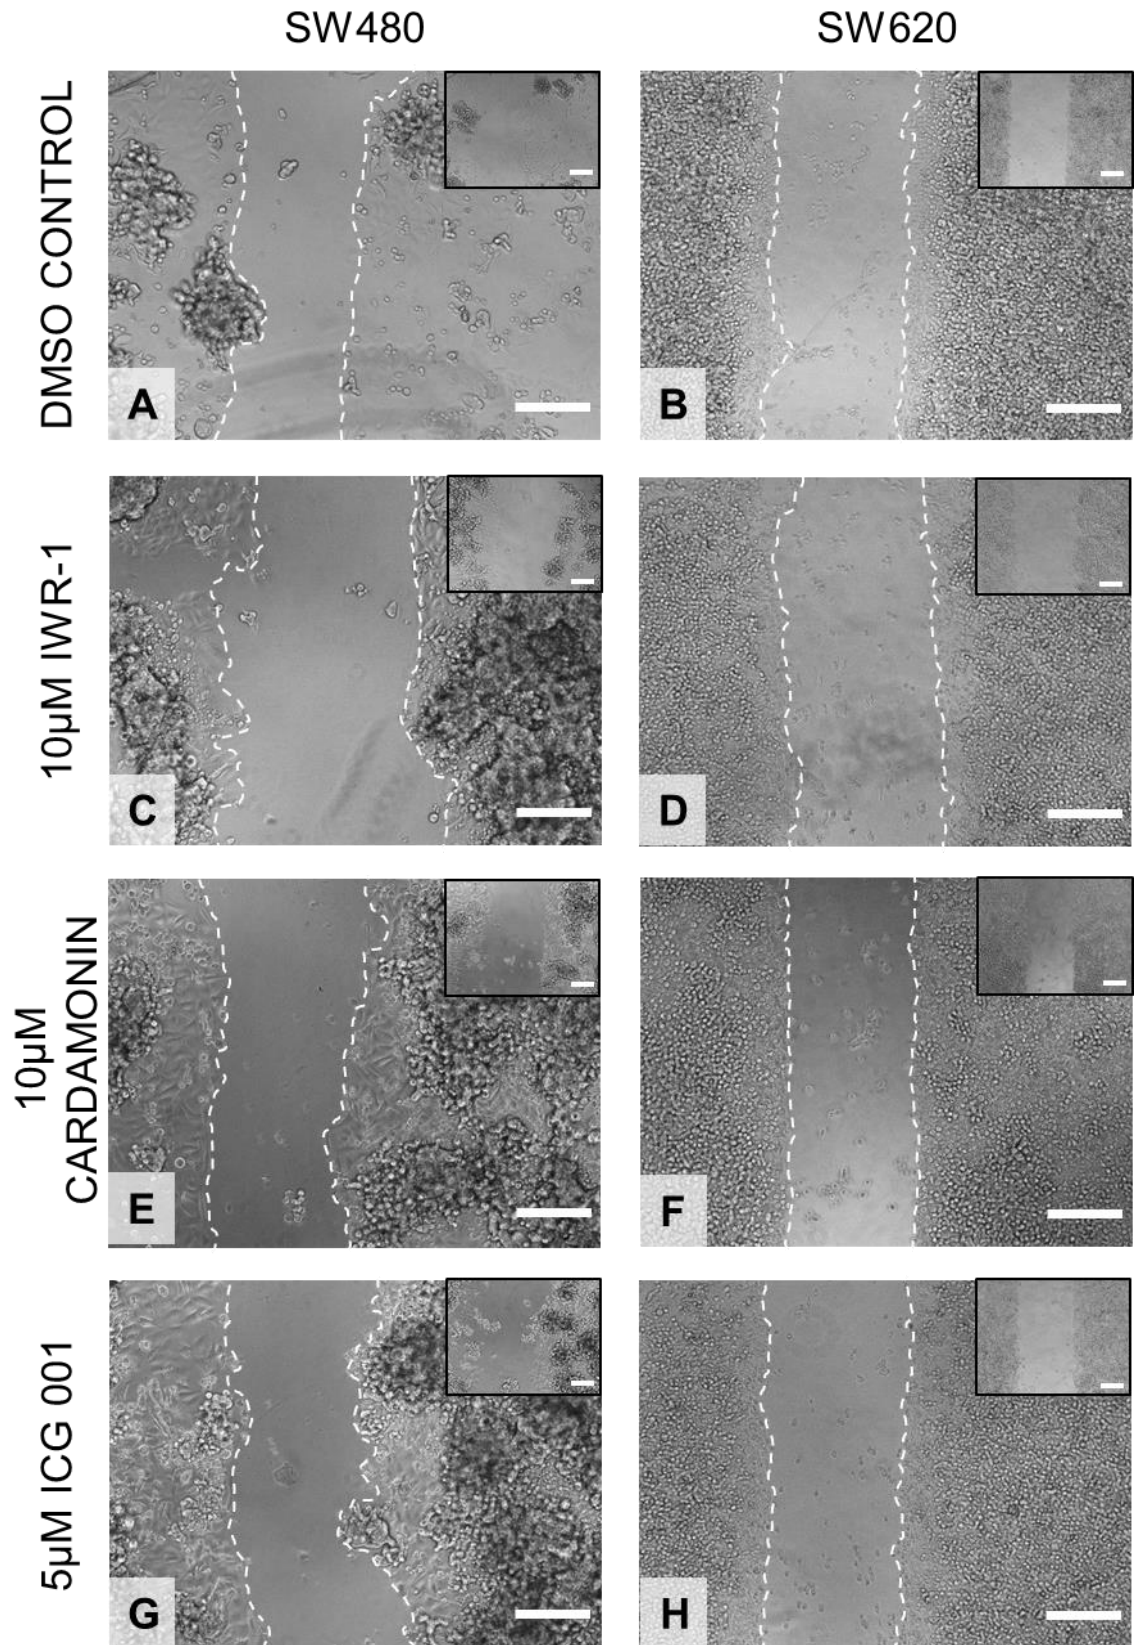 SW480
SW620
DMSO CONTROL
A
B
10µM IWR-1
C
D
10µM
CARDAMONIN
E
F
5µM ICG 001
G
H